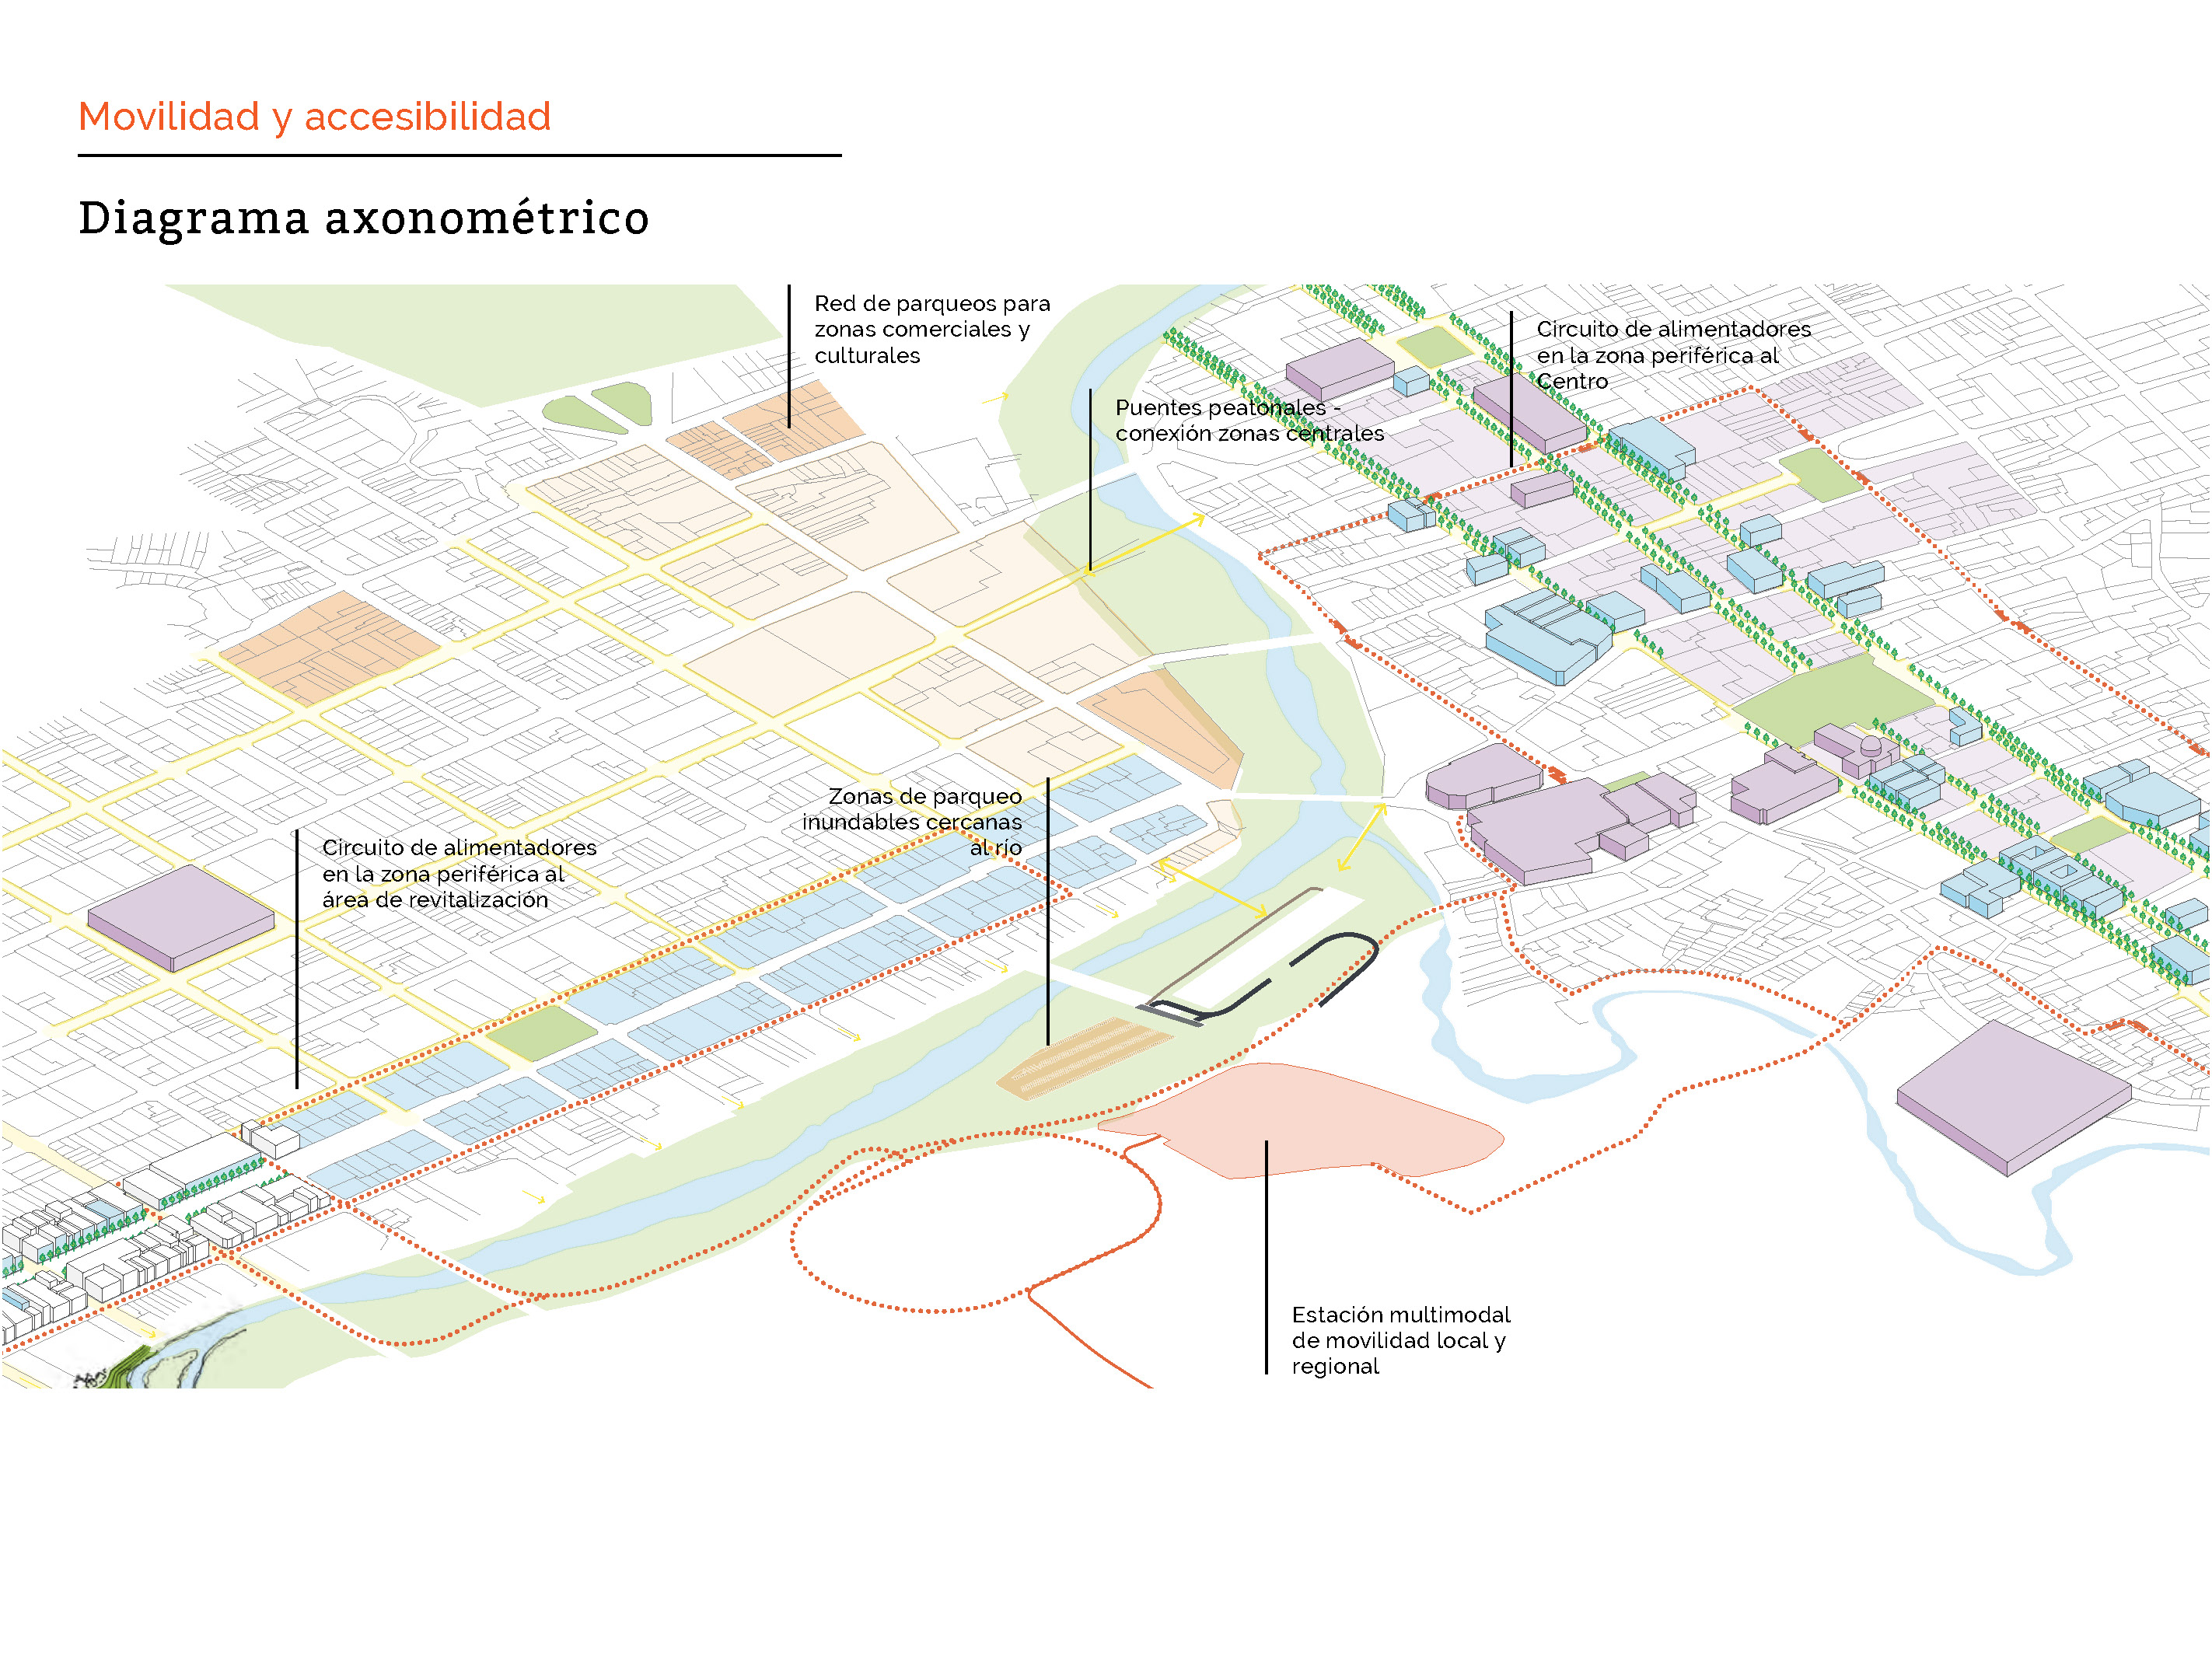 Movilidad y accesibilidad
Diagrama axonométrico
Red de parqueos para
zonas comerciales y
culturales
Circuito de alimentadores
en la zona periférica al
Centro
Puentes peatonales -
conexión zonas centrales
Zonas de parqueo
inundables cercanas
al río
Circuito de alimentadores
en la zona periférica al
área de revitalización
Estación multimodal
de movilidad local y
regional